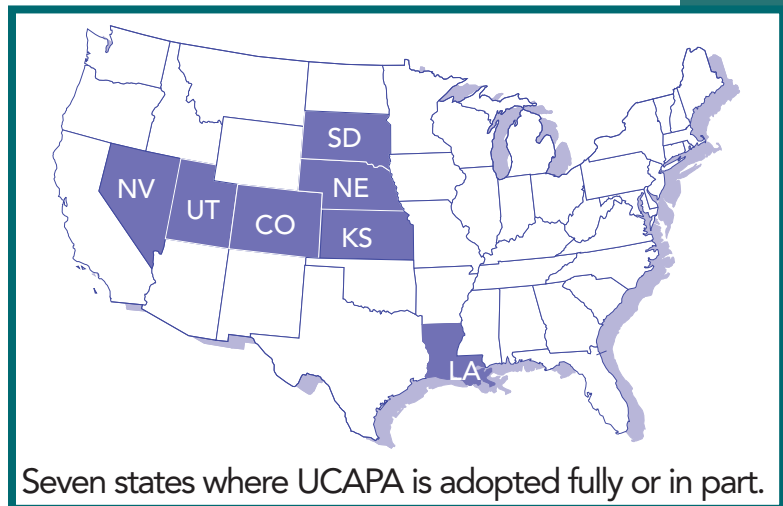 SD
NV
NE
UT
CO
KS
LA
Seven states where UCAPA is adopted fully or in part.